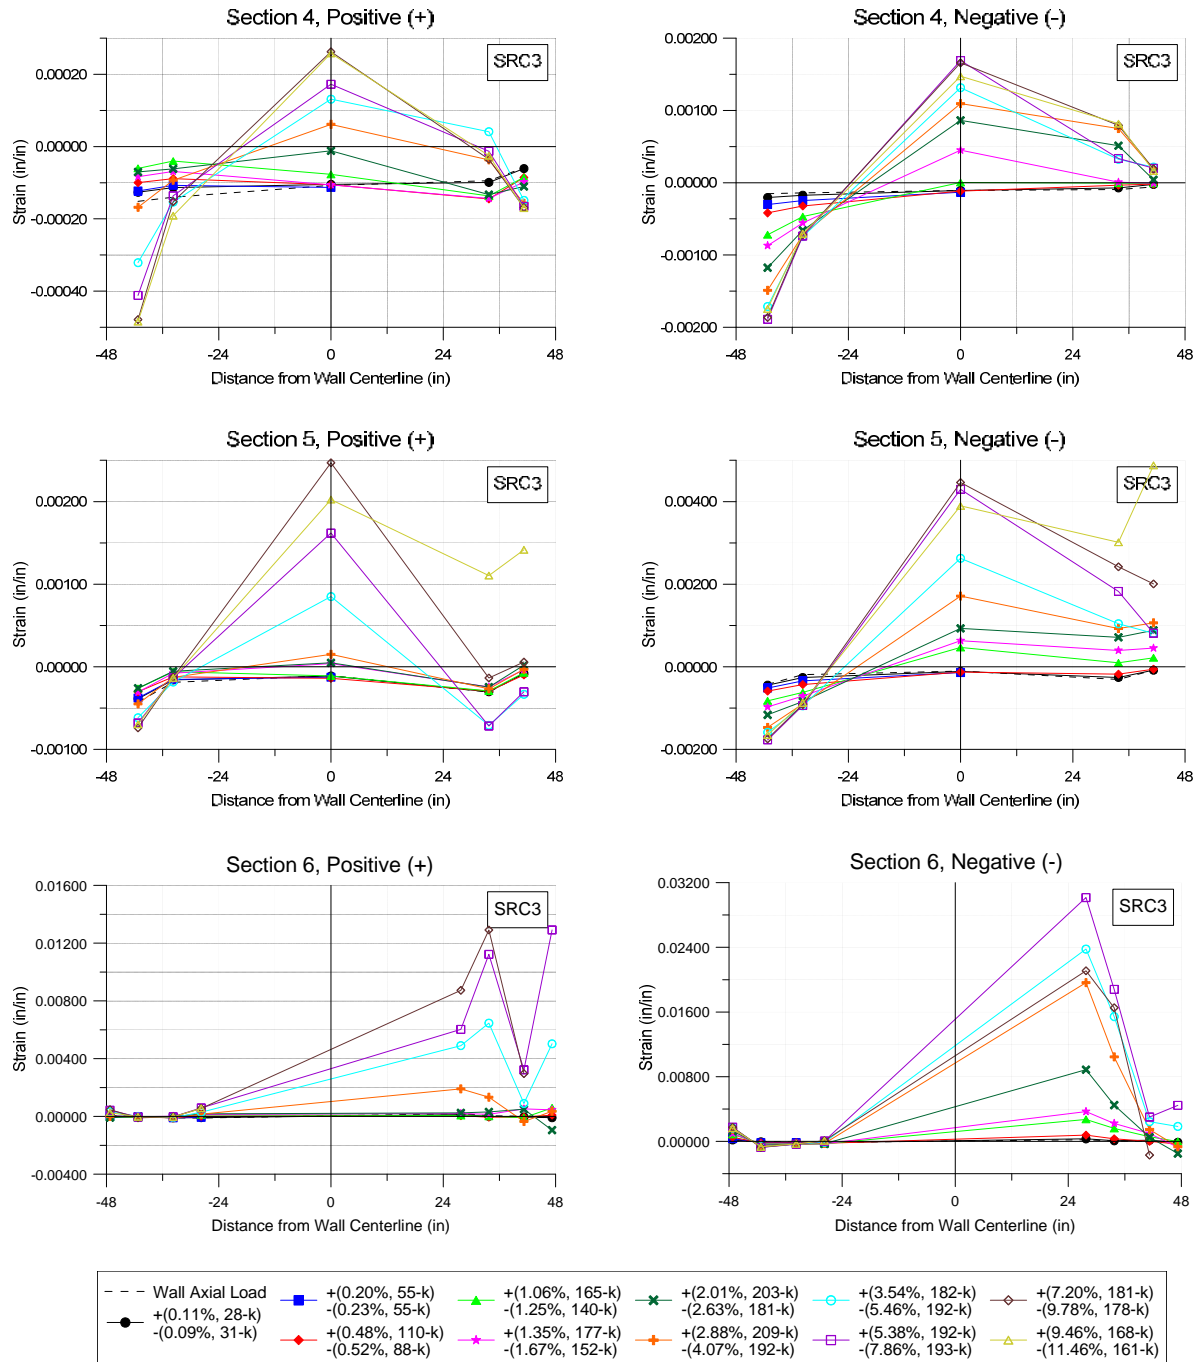 Section 4, Positive (+)
SRC3
0.00020
0.00000
-0.00020
-0.00040
Strain (in/in)
-48 -24 0 24 48
Distance from Wall Centerline (in)
Section 4, Negative (-)
SRC3
0.00200
0.00100
0.00000
-0.00100
-0.00200
Strain (in/in)
-48 -24 0 24 48
Distance from Wall Centerline (in)
Section 5, Positive (+)
SRC3
0.00200
0.00100
0.00000
-0.00100
Strain (in/in)
-48 -24 0 24 48
Distance from Wall Centerline (in)
Section 5, Negative (-)
SRC3
0.00400
0.00200
0.00000
-0.00200
Strain (in/in)
-48 -24 0 24 48
Distance from Wall Centerline (in)
Section 6, Positive (+)
SRC3
0.01600
0.01200
0.00800
0.00400
0.00000
-0.00400
Strain (in/in)
-48 -24 0 24 48
Distance from Wall Centerline (in)
Section 6, Negative (-)
SRC3
0.03200
0.02400
0.01600
0.00800
0.00000
Strain (in/in)
-48 -24 0 24 48
Distance from Wall Centerline (in)
Wall Axial Load
+(0.11%, 28-k)
-(0.09%, 31-k)
+(0.20%, 55-k)
-(0.23%, 55-k)
+(0.48%, 110-k)
-(0.52%, 88-k)
+(1.06%, 165-k)
-(1.25%, 140-k)
+(1.35%, 177-k)
-(1.67%, 152-k)
+(2.01%, 203-k)
-(2.63%, 181-k)
+(2.88%, 209-k)
-(4.07%, 192-k)
+(3.54%, 182-k)
-(5.46%, 192-k)
+(5.38%, 192-k)
-(7.86%, 193-k)
+(7.20%, 181-k)
-(9.78%, 178-k)
+(9.46%, 168-k)
-(11.46%, 161-k)